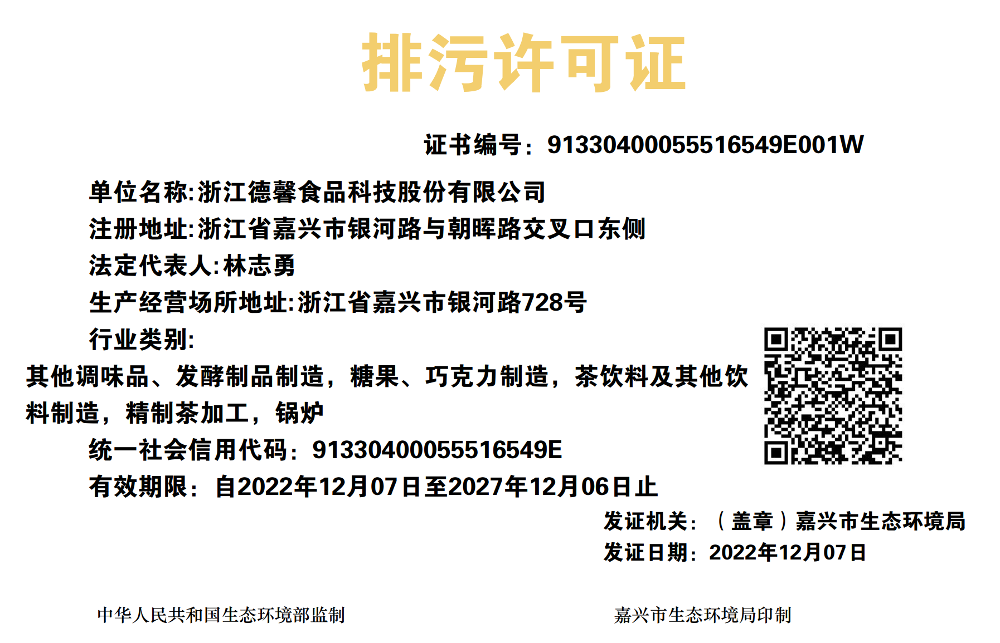 排污许可证
证书编号：91330400055516549E001W
单位名称:浙江德馨食品科技股份有限公司
注册地址:浙江省嘉兴市银河路与朝晖路交叉口东侧
法定代表人:林志勇
生产经营场所地址:浙江省嘉兴市银河路728号
行业类别:
其他调味品、发酵制品制造，糖果、巧克力制造，茶饮料及其他饮
料制造，精制茶加工，锅炉
统一社会信用代码：91330400055516549E
有效期限：自2022年12月07日至2027年12月06日止
发证机关：（盖章）嘉兴市生态环境局
发证日期：2022年12月07日
中华人民共和国生态环境部监制
嘉兴市生态环境局印制